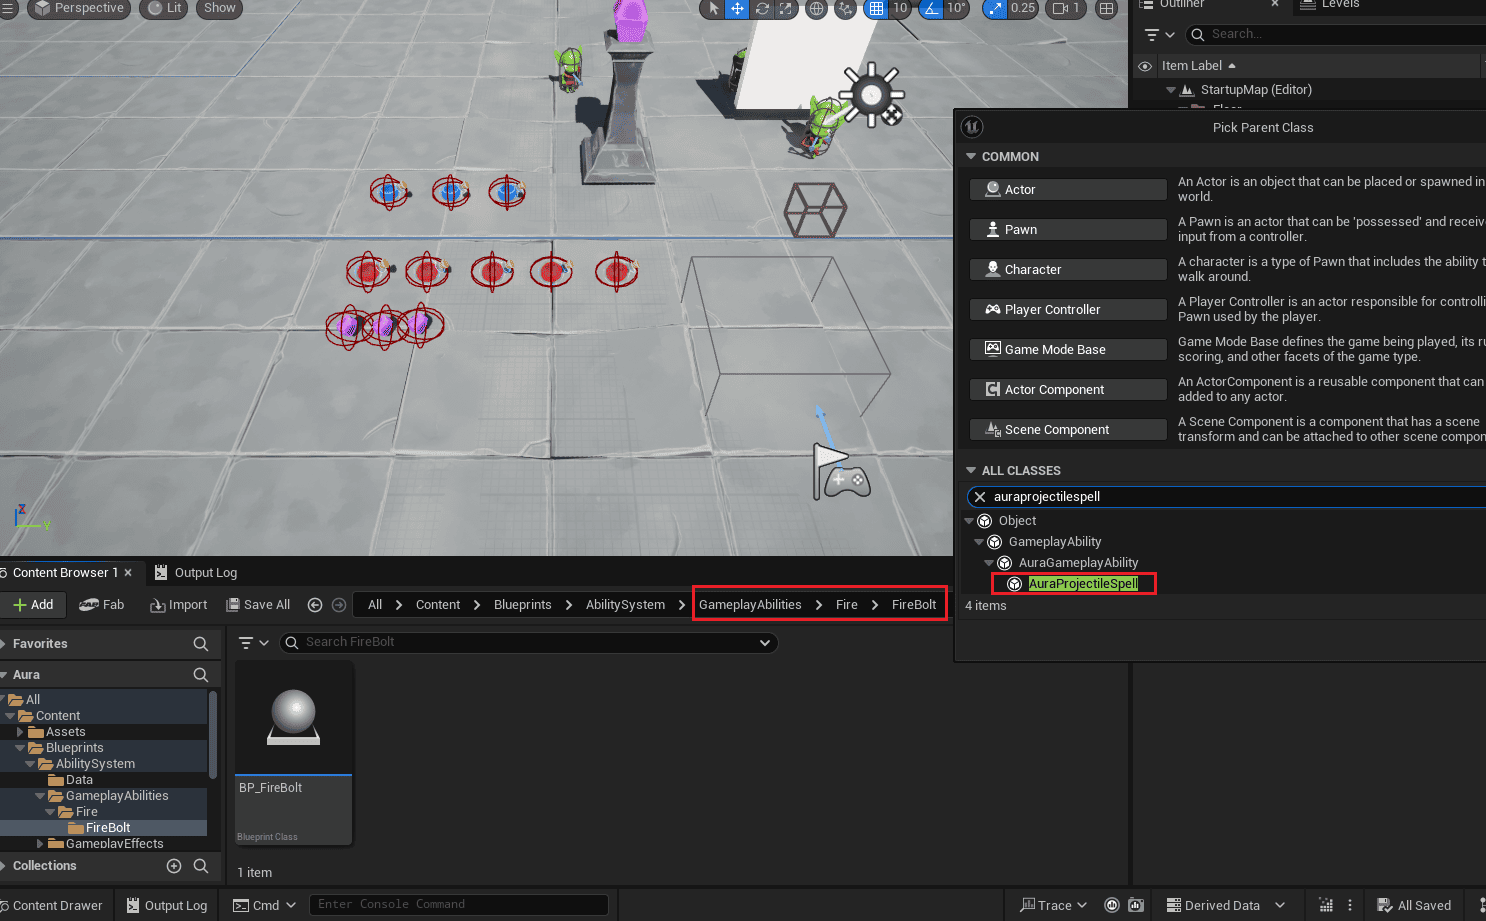 Perspective Lit Show 10 10° 0.25 1
Outliner × Levels
Search...
Item Label
StartupMap (Editor)
Pick Parent Class
COMMON
Actor
An Actor is an object that can be placed or spawned in
world.
Pawn
A Pawn is an actor that can be 'possessed' and receive
input from a controller.
Character
A character is a type of Pawn that includes the ability t
walk around.
Player Controller
A Player Controller is an actor responsible for controlli
Pawn used by the player.
Game Mode Base
Game Mode Base defines the game being played, its ru
scoring, and other facets of the game type.
Actor Component
An ActorComponent is a reusable component that can
added to any actor.
Scene Component
A Scene Component is a component that has a scene
transform and can be attached to other scene compon
ALL CLASSES
auraprojectilespell
Object
GameplayAbility
AuraGameplayAbility
AuraProjectileSpell
4 items
Z
Y
Content Browser 1 × Output Log
Add Fab Import Save All All Content Blueprints AbilitySystem GameplayAbilities Fire FireBolt
Favorites
Search FireBolt
Aura
All
Content
Assets
Blueprints
AbilitySystem
Data
GameplayAbilities
Fire
FireBolt
GameplayEffects
Collections
BP_FireBolt
Blueprint Class
1 item
Content Drawer Output Log Cmd Enter Console Command Trace Derived Data All Saved